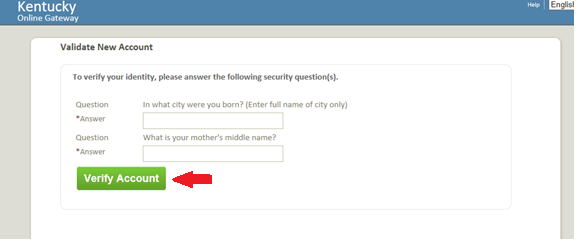 Kentucky
Online Gateway
Help
English
Validate New Account
To verify your identity, please answer the following security question(s).
Question In what city were you born? (Enter full name of city only)
*Answer
Question What is your mother's middle name?
*Answer
Verify Account